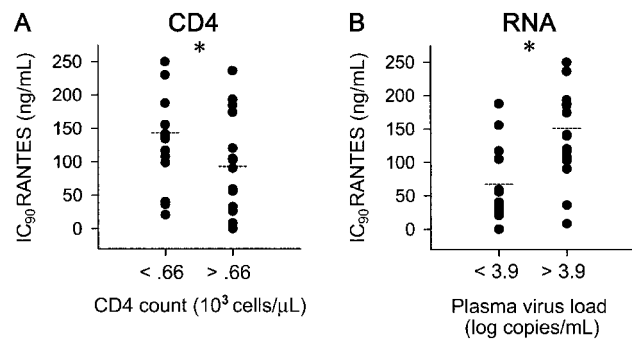 A CD4
*
IC90 RANTES (ng/mL)
250
200
150
100
50
0
< .66 > .66
CD4 count (10³ cells/µL)
B RNA
*
IC90 RANTES (ng/mL)
250
200
150
100
50
0
< 3.9 > 3.9
Plasma virus load
(log copies/mL)